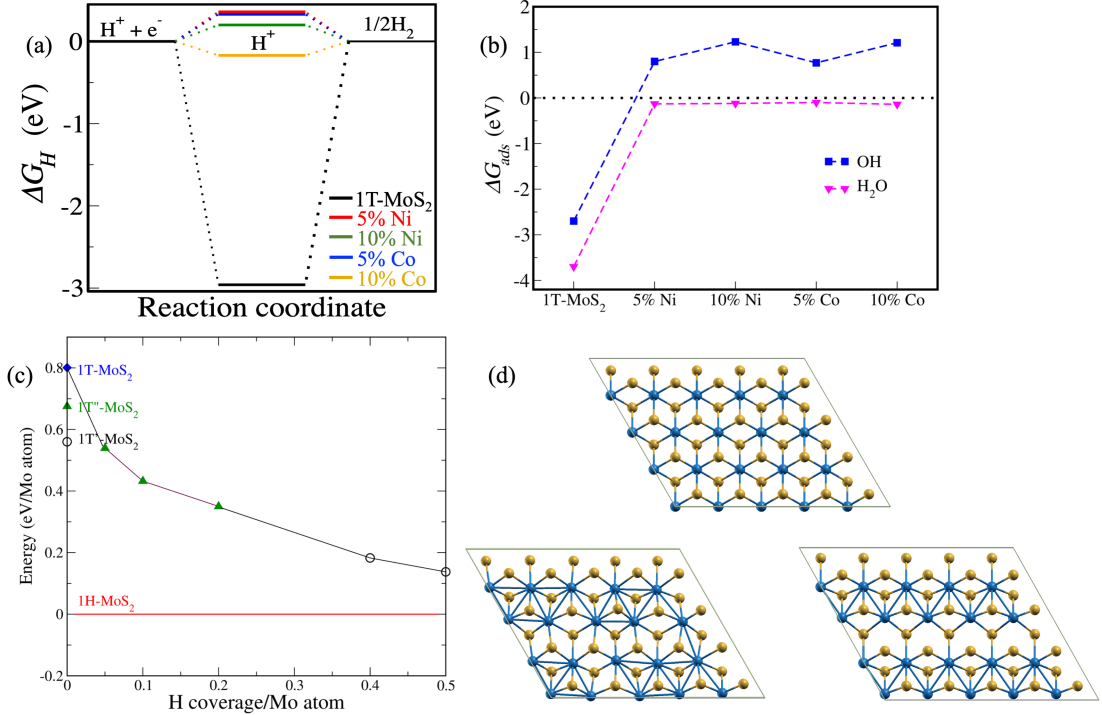 (a)
H⁺ + e⁻
H⁺
1/2H₂
0
-1
-2
-3
ΔG_H (eV)
1T-MoS₂
5% Ni
10% Ni
5% Co
10% Co
Reaction coordinate
(b)
3
2
1
0
-1
-2
-3
-4
ΔG_ads (eV)
OH
H₂O
1T-MoS₂ 5% Ni 10% Ni 5% Co 10% Co
(c)
0.8
0.6
0.4
0.2
0
-0.2
Energy (eV/Mo atom)
1T-MoS₂
1T"-MoS₂
1T'-MoS₂
1H-MoS₂
0 0.1 0.2 0.3 0.4 0.5
H coverage/Mo atom
(d)